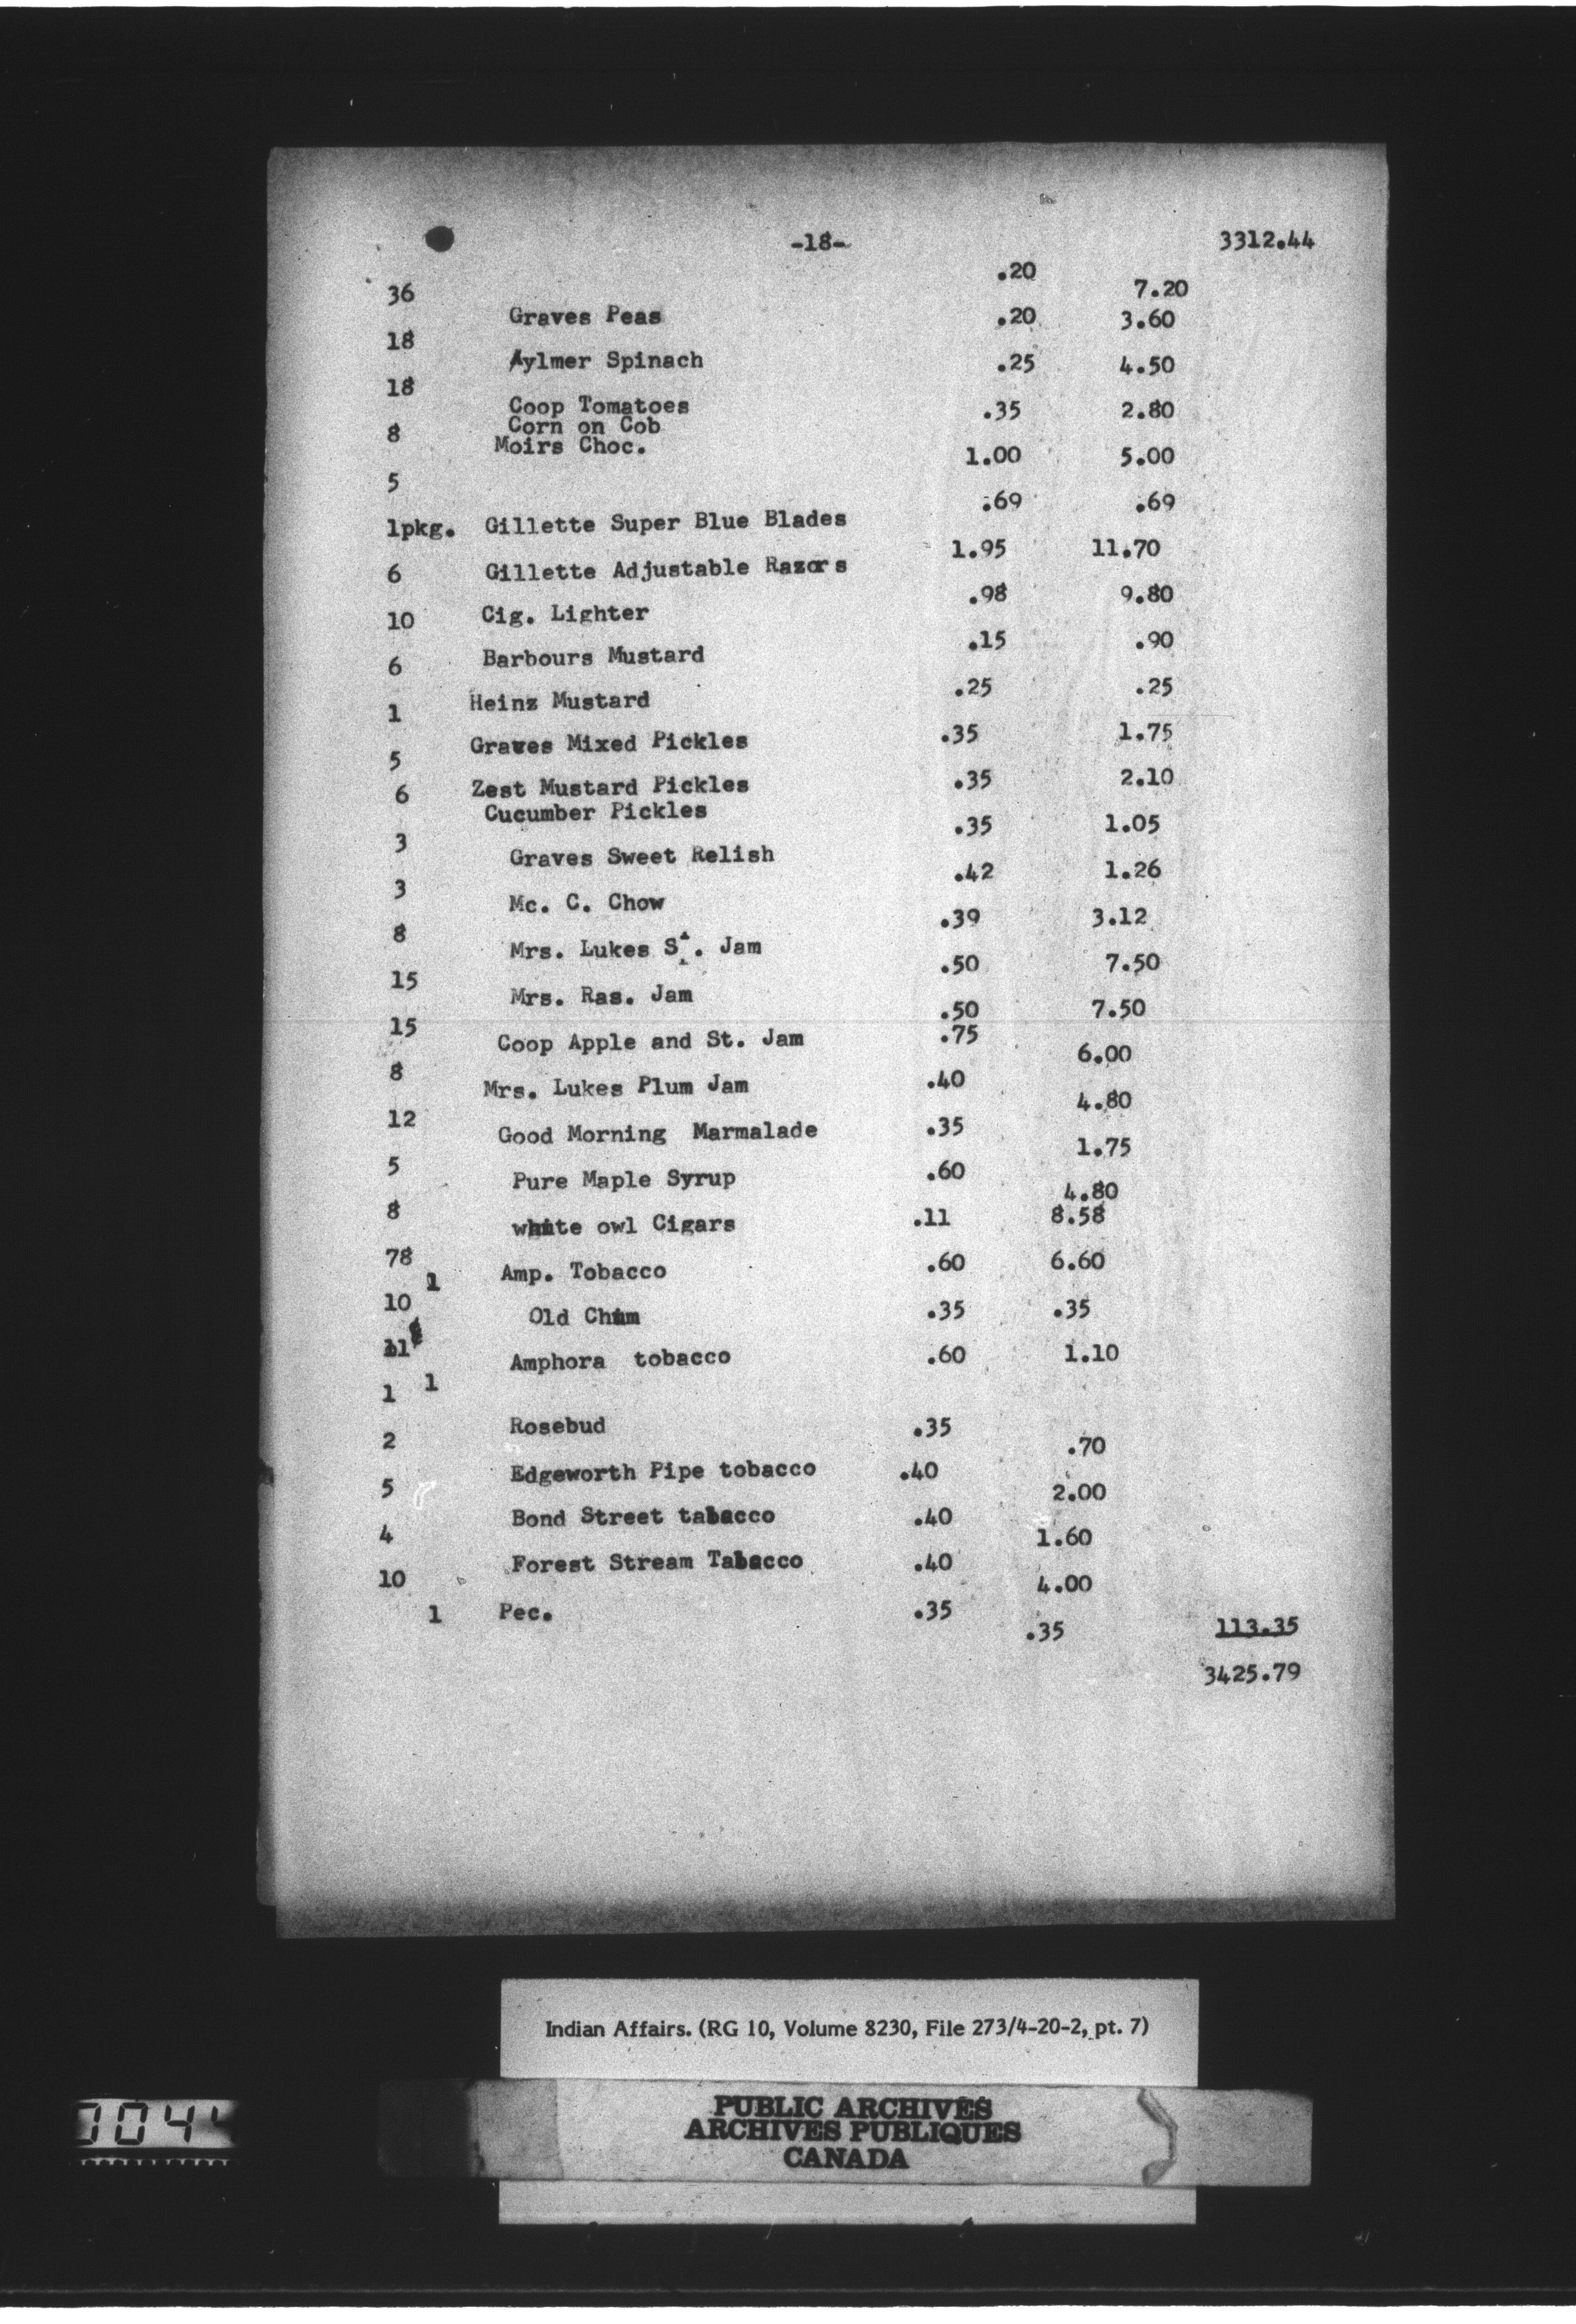 -18- 3312.44
.20
36 7.20
Graves Peas .20 3.60
18
Aylmer Spinach .25 4.50
18
Coop Tomatoes .35 2.80
Corn on Cob
8
Moirs Choc. 1.00 5.00
5
.69 .69
1pkg. Gillette Super Blue Blades
1.95 11.70
6 Gillette Adjustable Razors
.98 9.80
10 Cig. Lighter
.15 .90
6 Barbours Mustard
.25 .25
1 Heinz Mustard
.35 1.75
5 Graves Mixed Pickles
6 Zest Mustard Pickles .35 2.10
Cucumber Pickles
.35 1.05
3
Graves Sweet Relish
.42 1.26
3
Mc. C. Chow
.39 3.12
8
Mrs. Lukes St. Jam
.50 7.50
15
Mrs. Ras. Jam
.50 7.50
15
Coop Apple and St. Jam .75
6.00
8
Mrs. Lukes Plum Jam .40
4.80
12
Good Morning Marmalade .35
1.75
5
Pure Maple Syrup .60
4.80
8
white owl Cigars .11 8.58
78
1 Amp. Tobacco .60 6.60
10
Old Chum .35 .35
11
Amphora tobacco .60 1.10
1 1
Rosebud .35
2 .70
Edgeworth Pipe tobacco .40
5 2.00
Bond Street tabacco .40
4 1.60
Forest Stream Tabacco .40
10 4.00
1 Pec. .35
.35 113.35
3425.79
Indian Affairs. (RG 10, Volume 8230, File 273/4-20-2, pt. 7)
PUBLIC ARCHIVES
ARCHIVES PUBLIQUES
CANADA